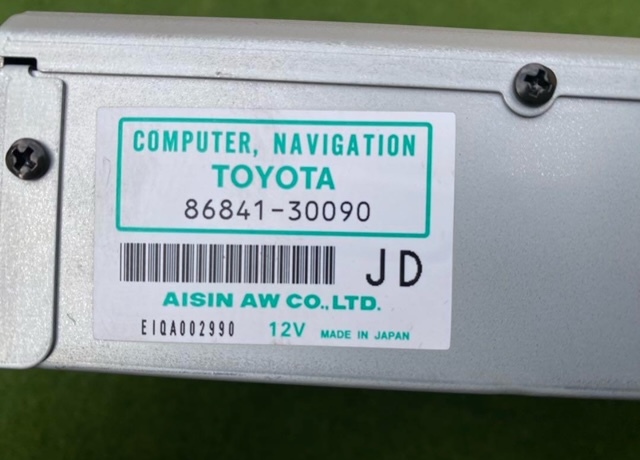 COMPUTER, NAVIGATION
TOYOTA
86841-30090
JD
AISIN AW CO.,LTD.
EIQA002990 12V MADE IN JAPAN